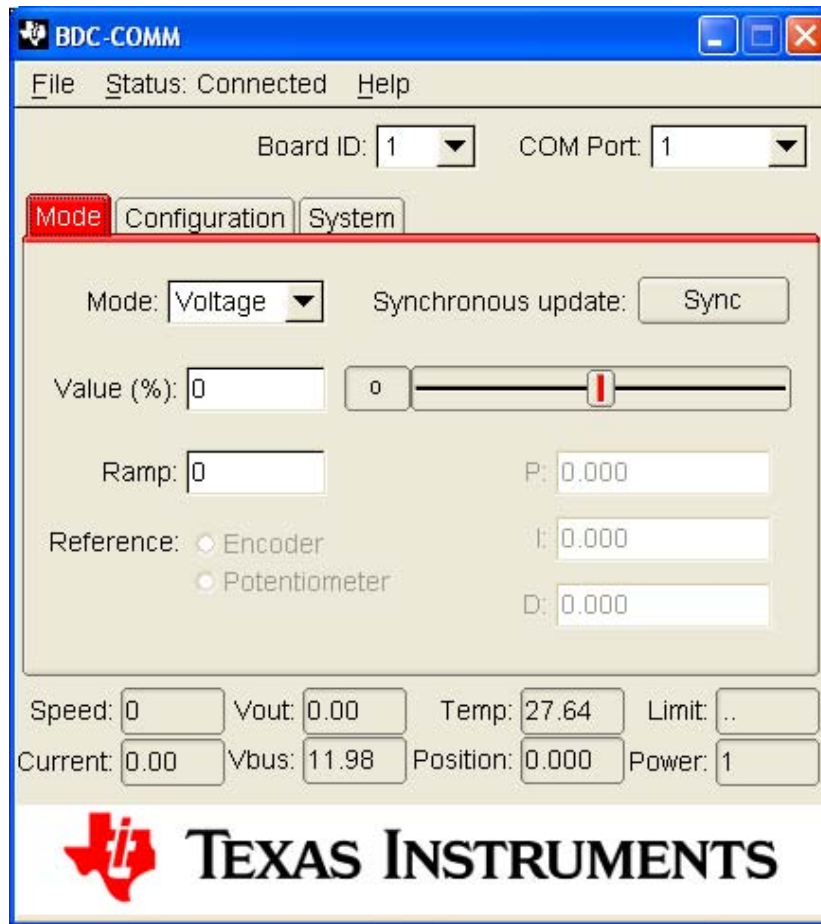 BDC-COMM
File Status: Connected Help
Board ID: 1 COM Port: 1
Mode Configuration System
Mode: Voltage Synchronous update: Sync
Value (%): 0 0
Ramp: 0 P: 0.000
Reference: Encoder I: 0.000
Potentiometer
D: 0.000
Speed: 0 Vout: 0.00 Temp: 27.64 Limit: ..
Current: 0.00 Vbus: 11.98 Position: 0.000 Power: 1
TEXAS INSTRUMENTS